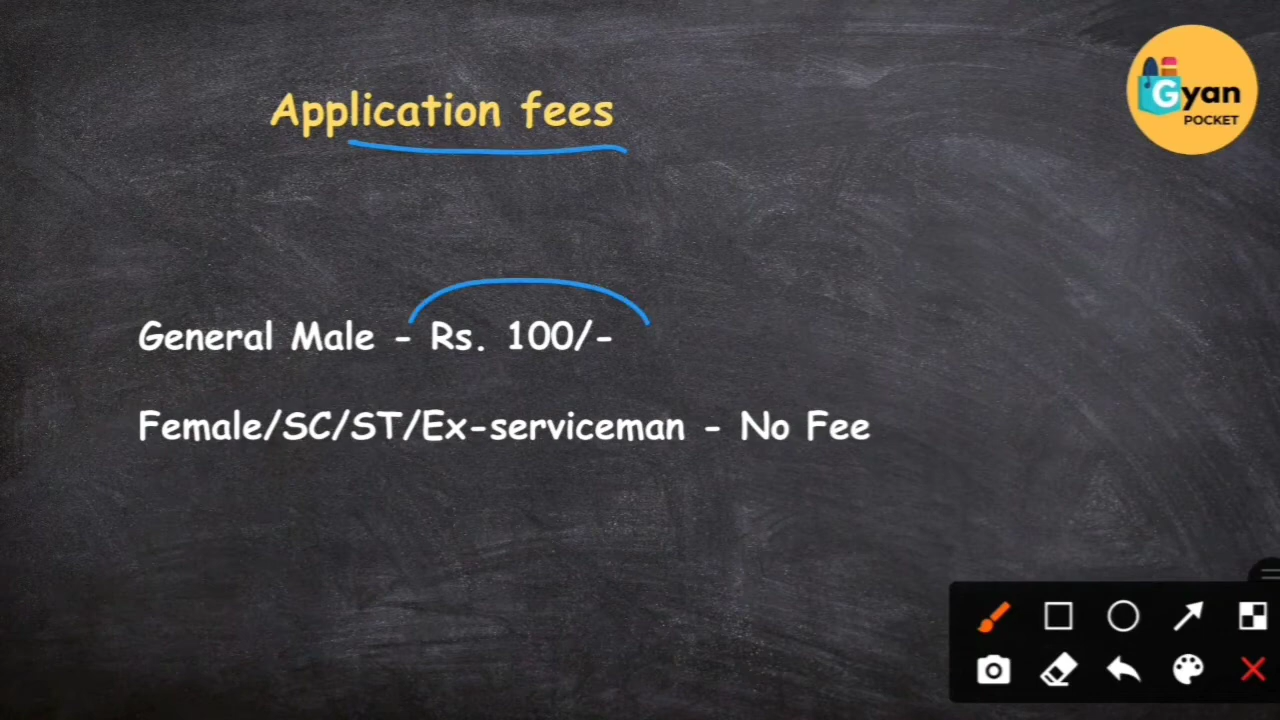 Application fees
Gyan
POCKET
General Male - Rs. 100/-
Female/SC/ST/Ex-serviceman - No Fee